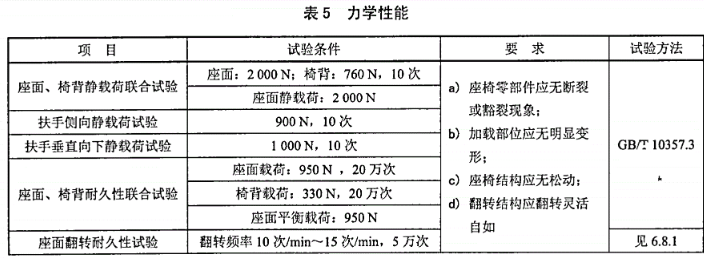 表5 力学性能
项 目 试验条件 要 求 试验方法
座面、椅背静载荷联合试验
座面：2 000 N；椅背：760 N，10 次
座面静载荷：2 000 N
扶手侧向静载荷试验 900 N，10 次
扶手垂直向下静载荷试验 1 000 N，10 次
座面、椅背耐久性联合试验
座面载荷：950 N ，20 万次
椅背载荷：330 N，20 万次
座面平衡载荷：950 N
座面翻转耐久性试验 翻转频率 10 次/min～15 次/min，5 万次
a) 座椅零部件应无断裂
或豁裂现象；
b) 加载部位应无明显变
形；
c) 座椅结构应无松动；
d) 翻转结构应翻转灵活
自如
GB/T 10357.3
见 6.8.1